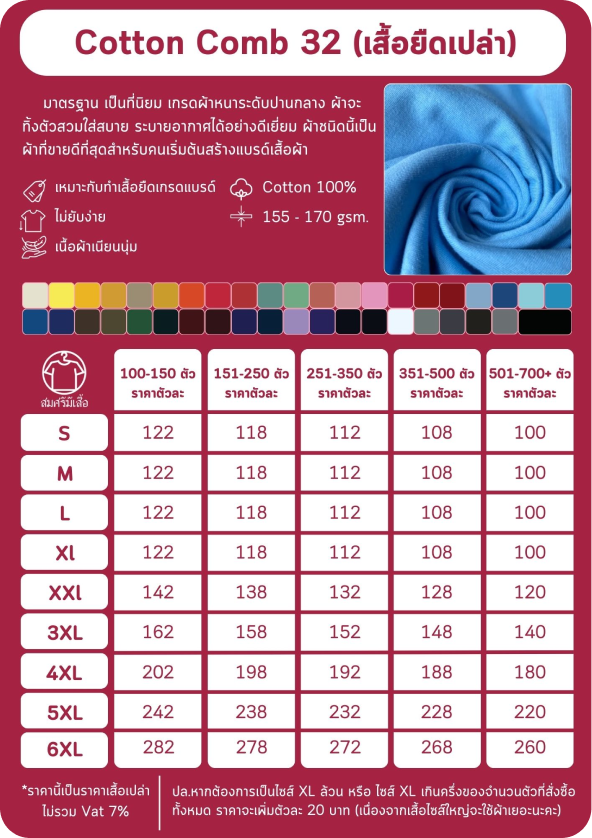 Cotton Comb 32 (เสื้อยืดเปล่า)
มาตรฐาน เป็นที่นิยม เกรดผ้าหนาระดับปานกลาง ผ้าจะ
ทิ้งตัวสวมใส่สบาย ระบายอากาศได้อย่างดีเยี่ยม ผ้าชนิดนี้เป็น
ผ้าที่ขายดีที่สุดสำหรับคนเริ่มต้นสร้างแบรด์เสื้อผ้า
เหมาะกับทำเสื้อยืดเกรดแบรด์
Cotton 100%
ไม่ยับง่าย
155 - 170 gsm.
เนื้อผ้าเนียนนุ่ม
สมศรีมีเสื้อ
100-150 ตัว 151-250 ตัว 251-350 ตัว 351-500 ตัว 501-700+ ตัว
ราคาตัวละ ราคาตัวละ ราคาตัวละ ราคาตัวละ ราคาตัวละ
S 122 118 112 108 100
M 122 118 112 108 100
L 122 118 112 108 100
Xl 122 118 112 108 100
XXl 142 138 132 128 120
3XL 162 158 152 148 140
4XL 202 198 192 188 180
5XL 242 238 232 228 220
6XL 282 278 272 268 260
*ราคานี้เป็นราคาเสื้อเปล่า
ไม่รวม Vat 7%
ปล.หากต้องการเป็นไซส์ XL ล้วน หรือ ไซส์ XL เกินครึ่งของจำนวนตัวที่สั่งซื้อ
ทั้งหมด ราคาจะเพิ่มตัวละ 20 บาท (เนื่องจากเสื้อไซส์ใหญ่จะใช้ผ้าเยอะนะคะ)